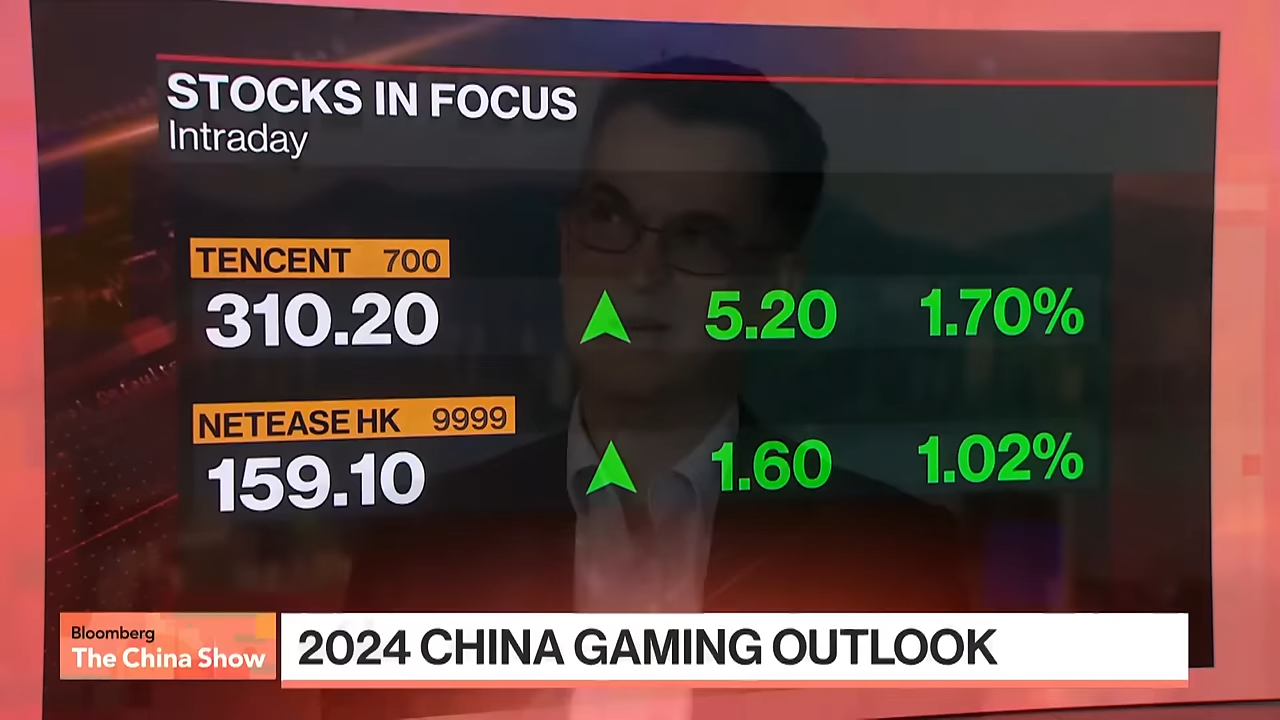 STOCKS IN FOCUS
Intraday
TENCENT 700
310.20 5.20 1.70%
NETEASE HK 9999
159.10 1.60 1.02%
Bloomberg
The China Show
2024 CHINA GAMING OUTLOOK